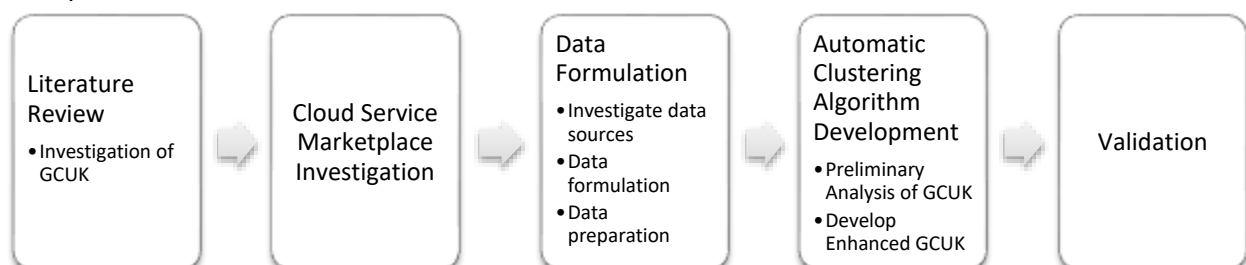 Literature
Review
•Investigation of
GCUK
Cloud Service
Marketplace
Investigation
Data
Formulation
•Investigate data
sources
•Data
formulation
•Data
preparation
Automatic
Clustering
Algorithm
Development
•Preliminary
Analysis of GCUK
•Develop
Enhanced GCUK
Validation